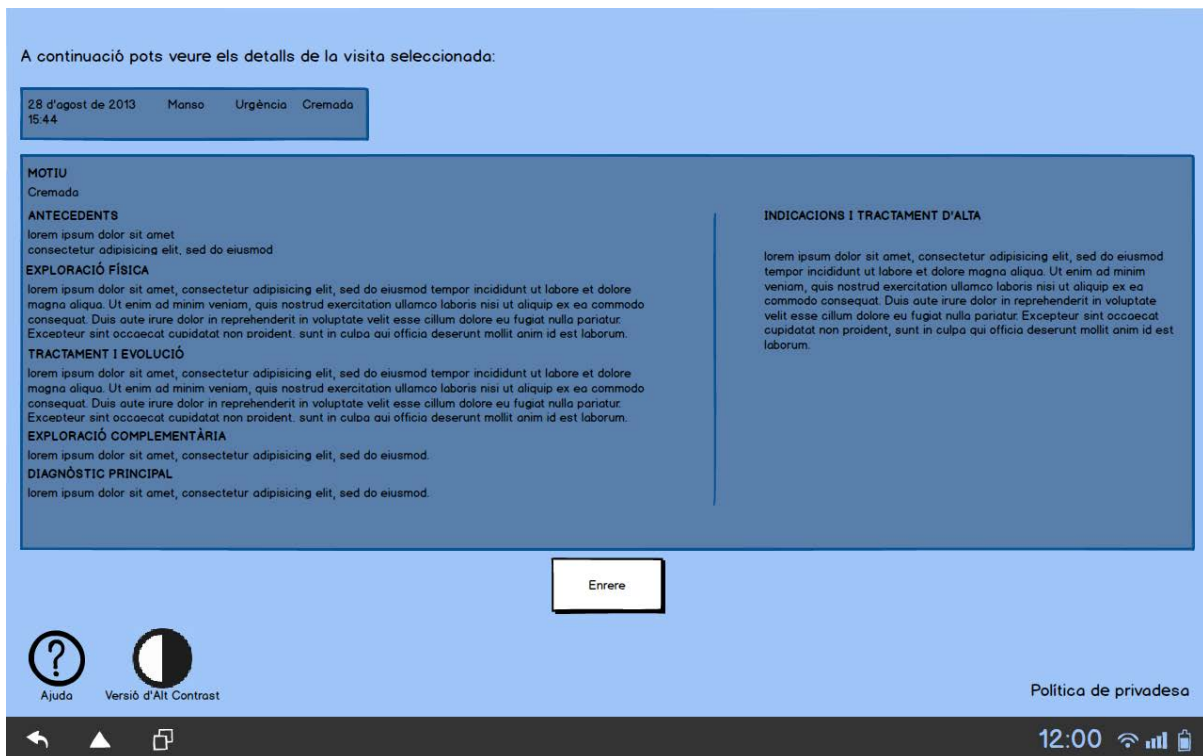 A continuació pots veure els detalls de la visita seleccionada:
28 d'agost de 2013 Manso Urgència Cremada
15:44
MOTIU
Cremada
ANTECEDENTS
lorem ipsum dolor sit amet
consectetur adipisicing elit, sed do eiusmod
EXPLORACIÓ FÍSICA
lorem ipsum dolor sit amet, consectetur adipisicing elit, sed do eiusmod tempor incididunt ut labore et dolore
magna aliqua. Ut enim ad minim veniam, quis nostrud exercitation ullamco laboris nisi ut aliquip ex ea commodo
consequat. Duis aute irure dolor in reprehenderit in voluptate velit esse cillum dolore eu fugiat nulla pariatur.
Excepteur sint occaecat cupidatat non proident, sunt in culpa qui officia deserunt mollit anim id est laborum.
TRACTAMENT I EVOLUCIÓ
lorem ipsum dolor sit amet, consectetur adipisicing elit, sed do eiusmod tempor incididunt ut labore et dolore
magna aliqua. Ut enim ad minim veniam, quis nostrud exercitation ullamco laboris nisi ut aliquip ex ea commodo
consequat. Duis aute irure dolor in reprehenderit in voluptate velit esse cillum dolore eu fugiat nulla pariatur.
Excepteur sint occaecat cupidatat non proident, sunt in culpa qui officia deserunt mollit anim id est laborum.
EXPLORACIÓ COMPLEMENTÀRIA
lorem ipsum dolor sit amet, consectetur adipisicing elit, sed do eiusmod.
DIAGNÒSTIC PRINCIPAL
lorem ipsum dolor sit amet, consectetur adipisicing elit, sed do eiusmod.
INDICACIONS I TRACTAMENT D'ALTA
lorem ipsum dolor sit amet, consectetur adipisicing elit, sed do eiusmod
tempor incididunt ut labore et dolore magna aliqua. Ut enim ad minim
veniam, quis nostrud exercitation ullamco laboris nisi ut aliquip ex ea
commodo consequat. Duis aute irure dolor in reprehenderit in voluptate
velit esse cillum dolore eu fugiat nulla pariatur. Excepteur sint occaecat
cupidatat non proident, sunt in culpa qui officia deserunt mollit anim id est
laborum.
Enrere
Ajuda
Versió d'Alt Contrast
Política de privadesa
12:00